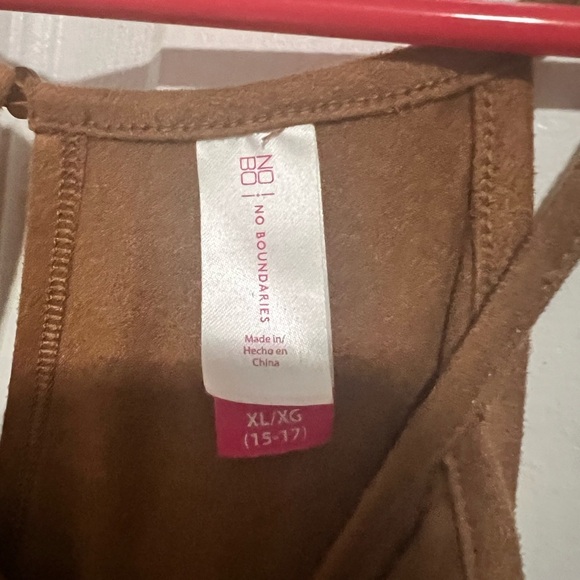 NO
BO
NO BOUNDARIES
Made in/
Hecho en
China
XL/XG
(15-17)